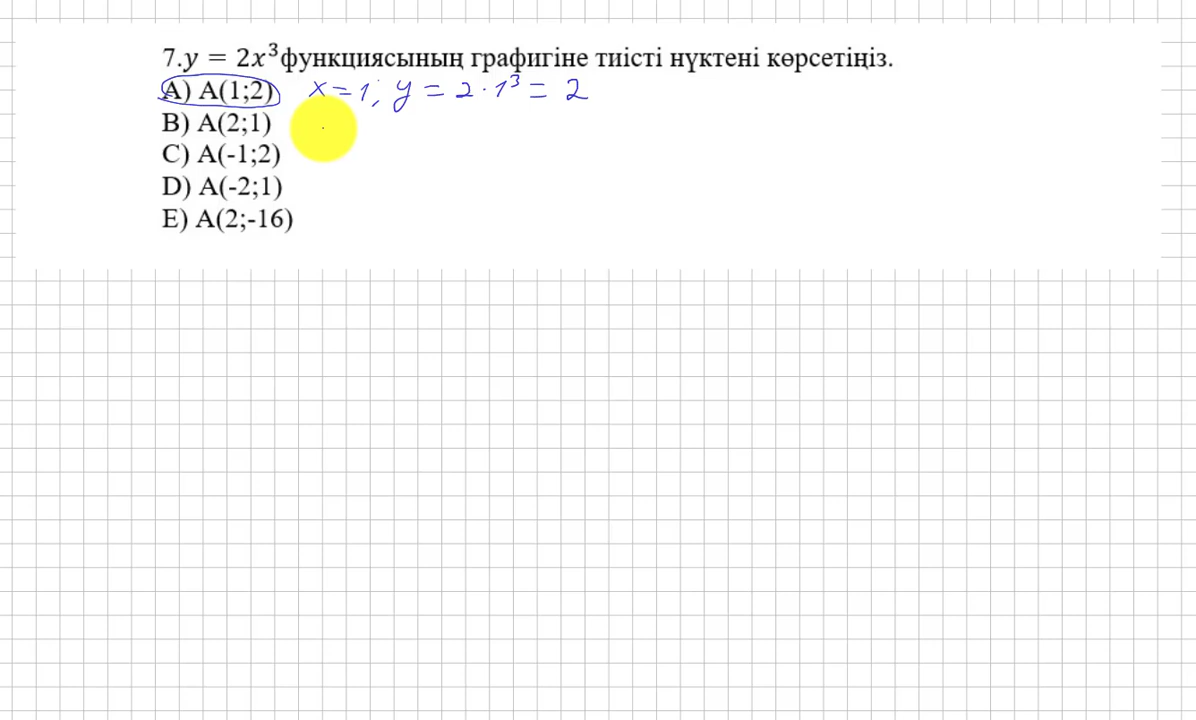 7.y = 2x³функциясының графигіне тиісті нүктені көрсетіңіз.
A) A(1;2) x = 1; y = 2 · 1³ = 2
B) A(2;1)
C) A(-1;2)
D) A(-2;1)
E) A(2;-16)